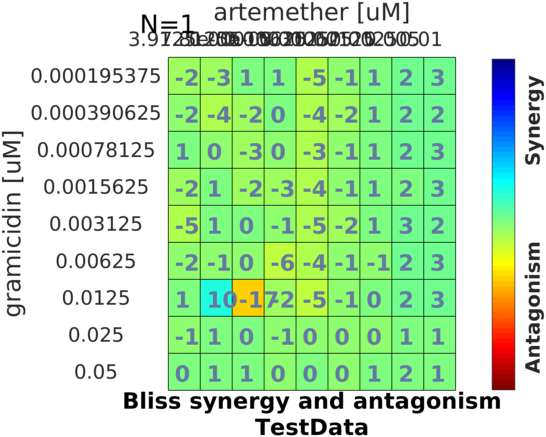 artemether [uM]
N=1
0.000195375 -2 -3 1 1 -5 -1 1 2 3
0.000390625 -2 -4 -2 0 -4 -2 1 2 2
0.00078125 1 0 -3 0 -3 -1 1 2 3
0.0015625 -2 1 -2 -3 -4 -1 1 2 3
0.003125 -5 1 0 -1 -5 -2 1 3 2
0.00625 -2 -1 0 -6 -4 -1 -1 2 3
0.0125 1 10 -17 -2 -5 -1 0 2 3
0.025 -1 1 0 -1 0 0 0 1 1
0.05 0 1 1 0 0 0 1 2 1
gramicidin [uM]
Synergy
Antagonism
Bliss synergy and antagonism
TestData